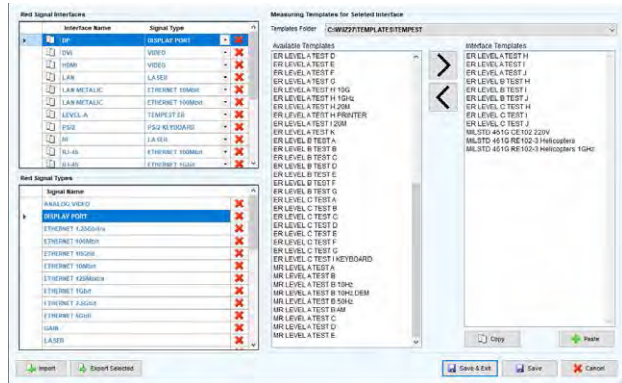 Red Signal Interfaces
Interface Name Signal Type
DP DISPLAY PORT
DVI VIDEO
HDMI VIDEO
LAN LASER
LAN METALIC ETHERNET 10Mbit
LAN METALIC ETHERNET 100Mbit
LEVEL-A TEMPEST ER
PS/2 PS/2 KEYBOARD
LASER
RJ-45 ETHERNET 100Mbit
RJ-45 ETHERNET 1Gbit
Red Signal Types
Signal Name
ANALOG VIDEO
DISPLAY PORT
ETHERNET 1.25Gbit/s
ETHERNET 100Mbit
ETHERNET 10Gbit
ETHERNET 10Mbit
ETHERNET 125Mbit/s
ETHERNET 1Gbit
ETHERNET 2.5Gbit
ETHERNET 5Gbit
GAIN
LASER
Import Export Selected
Measuring Templates for Seleted Interface
Templates Folder C:\WIIZ27\TEMPLATES\TEMPEST
Available Templates
ER LEVEL A TEST D
ER LEVEL A TEST E
ER LEVEL A TEST F
ER LEVEL A TEST G
ER LEVEL A TEST H 10G
ER LEVEL A TEST H 1GHz
ER LEVEL A TEST H 20M
ER LEVEL A TEST H PRINTER
ER LEVEL A TEST I 20M
ER LEVEL A TEST K
ER LEVEL B TEST A
ER LEVEL B TEST B
ER LEVEL B TEST C
ER LEVEL B TEST D
ER LEVEL B TEST E
ER LEVEL B TEST F
ER LEVEL B TEST G
ER LEVEL C TEST A
ER LEVEL C TEST B
ER LEVEL C TEST C
ER LEVEL C TEST D
ER LEVEL C TEST E
ER LEVEL C TEST F
ER LEVEL C TEST G
ER LEVEL C TEST I KEYBOARD
MR LEVEL A TEST A
MR LEVEL A TEST B
MR LEVEL A TEST B 10Hz
MR LEVEL A TEST B 10Hz DEM
MR LEVEL A TEST B 50Hz
MR LEVEL A TEST B AM
MR LEVEL A TEST C
MR LEVEL A TEST D
MR LEVEL A TEST E
Interface Templates
ER LEVEL A TEST H
ER LEVEL A TEST I
ER LEVEL A TEST J
ER LEVEL B TEST H
ER LEVEL B TEST I
ER LEVEL B TEST J
ER LEVEL C TEST H
ER LEVEL C TEST I
ER LEVEL C TEST J
MILSTD 461G CE102 220V
MILSTD 461G RE102-3 Helicopters
MILSTD 461G RE102-3 Helicopters 1GHz
Copy Paste
Save & Exit Save Cancel